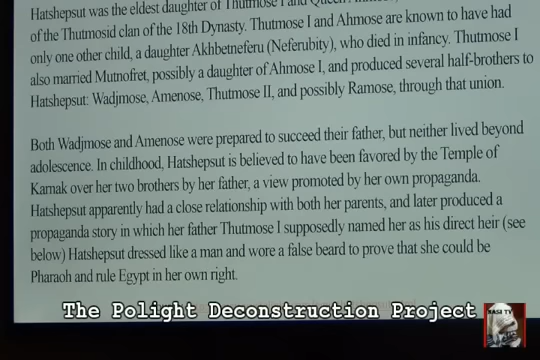 Hatshepsut was the eldest daughter of Thutmose I and Queen
of the Thutmosid clan of the 18th Dynasty. Thutmose I and Ahmose are known to have had
only one other child, a daughter Akhbetneferu (Neferubity), who died in infancy. Thutmose I
also married Mutnofret, possibly a daughter of Ahmose I, and produced several half-brothers to
Hatshepsut: Wadjmose, Amenose, Thutmose II, and possibly Ramose, through that union.
Both Wadjmose and Amenose were prepared to succeed their father, but neither lived beyond
adolescence. In childhood, Hatshepsut is believed to have been favored by the Temple of
Karnak over her two brothers by her father, a view promoted by her own propaganda.
Hatshepsut apparently had a close relationship with both her parents, and later produced a
propaganda story in which her father Thutmose I supposedly named her as his direct heir (see
below) Hatshepsut dressed like a man and wore a false beard to prove that she could be
Pharaoh and rule Egypt in her own right.
The Polight Deconstruction Project
RASI TV